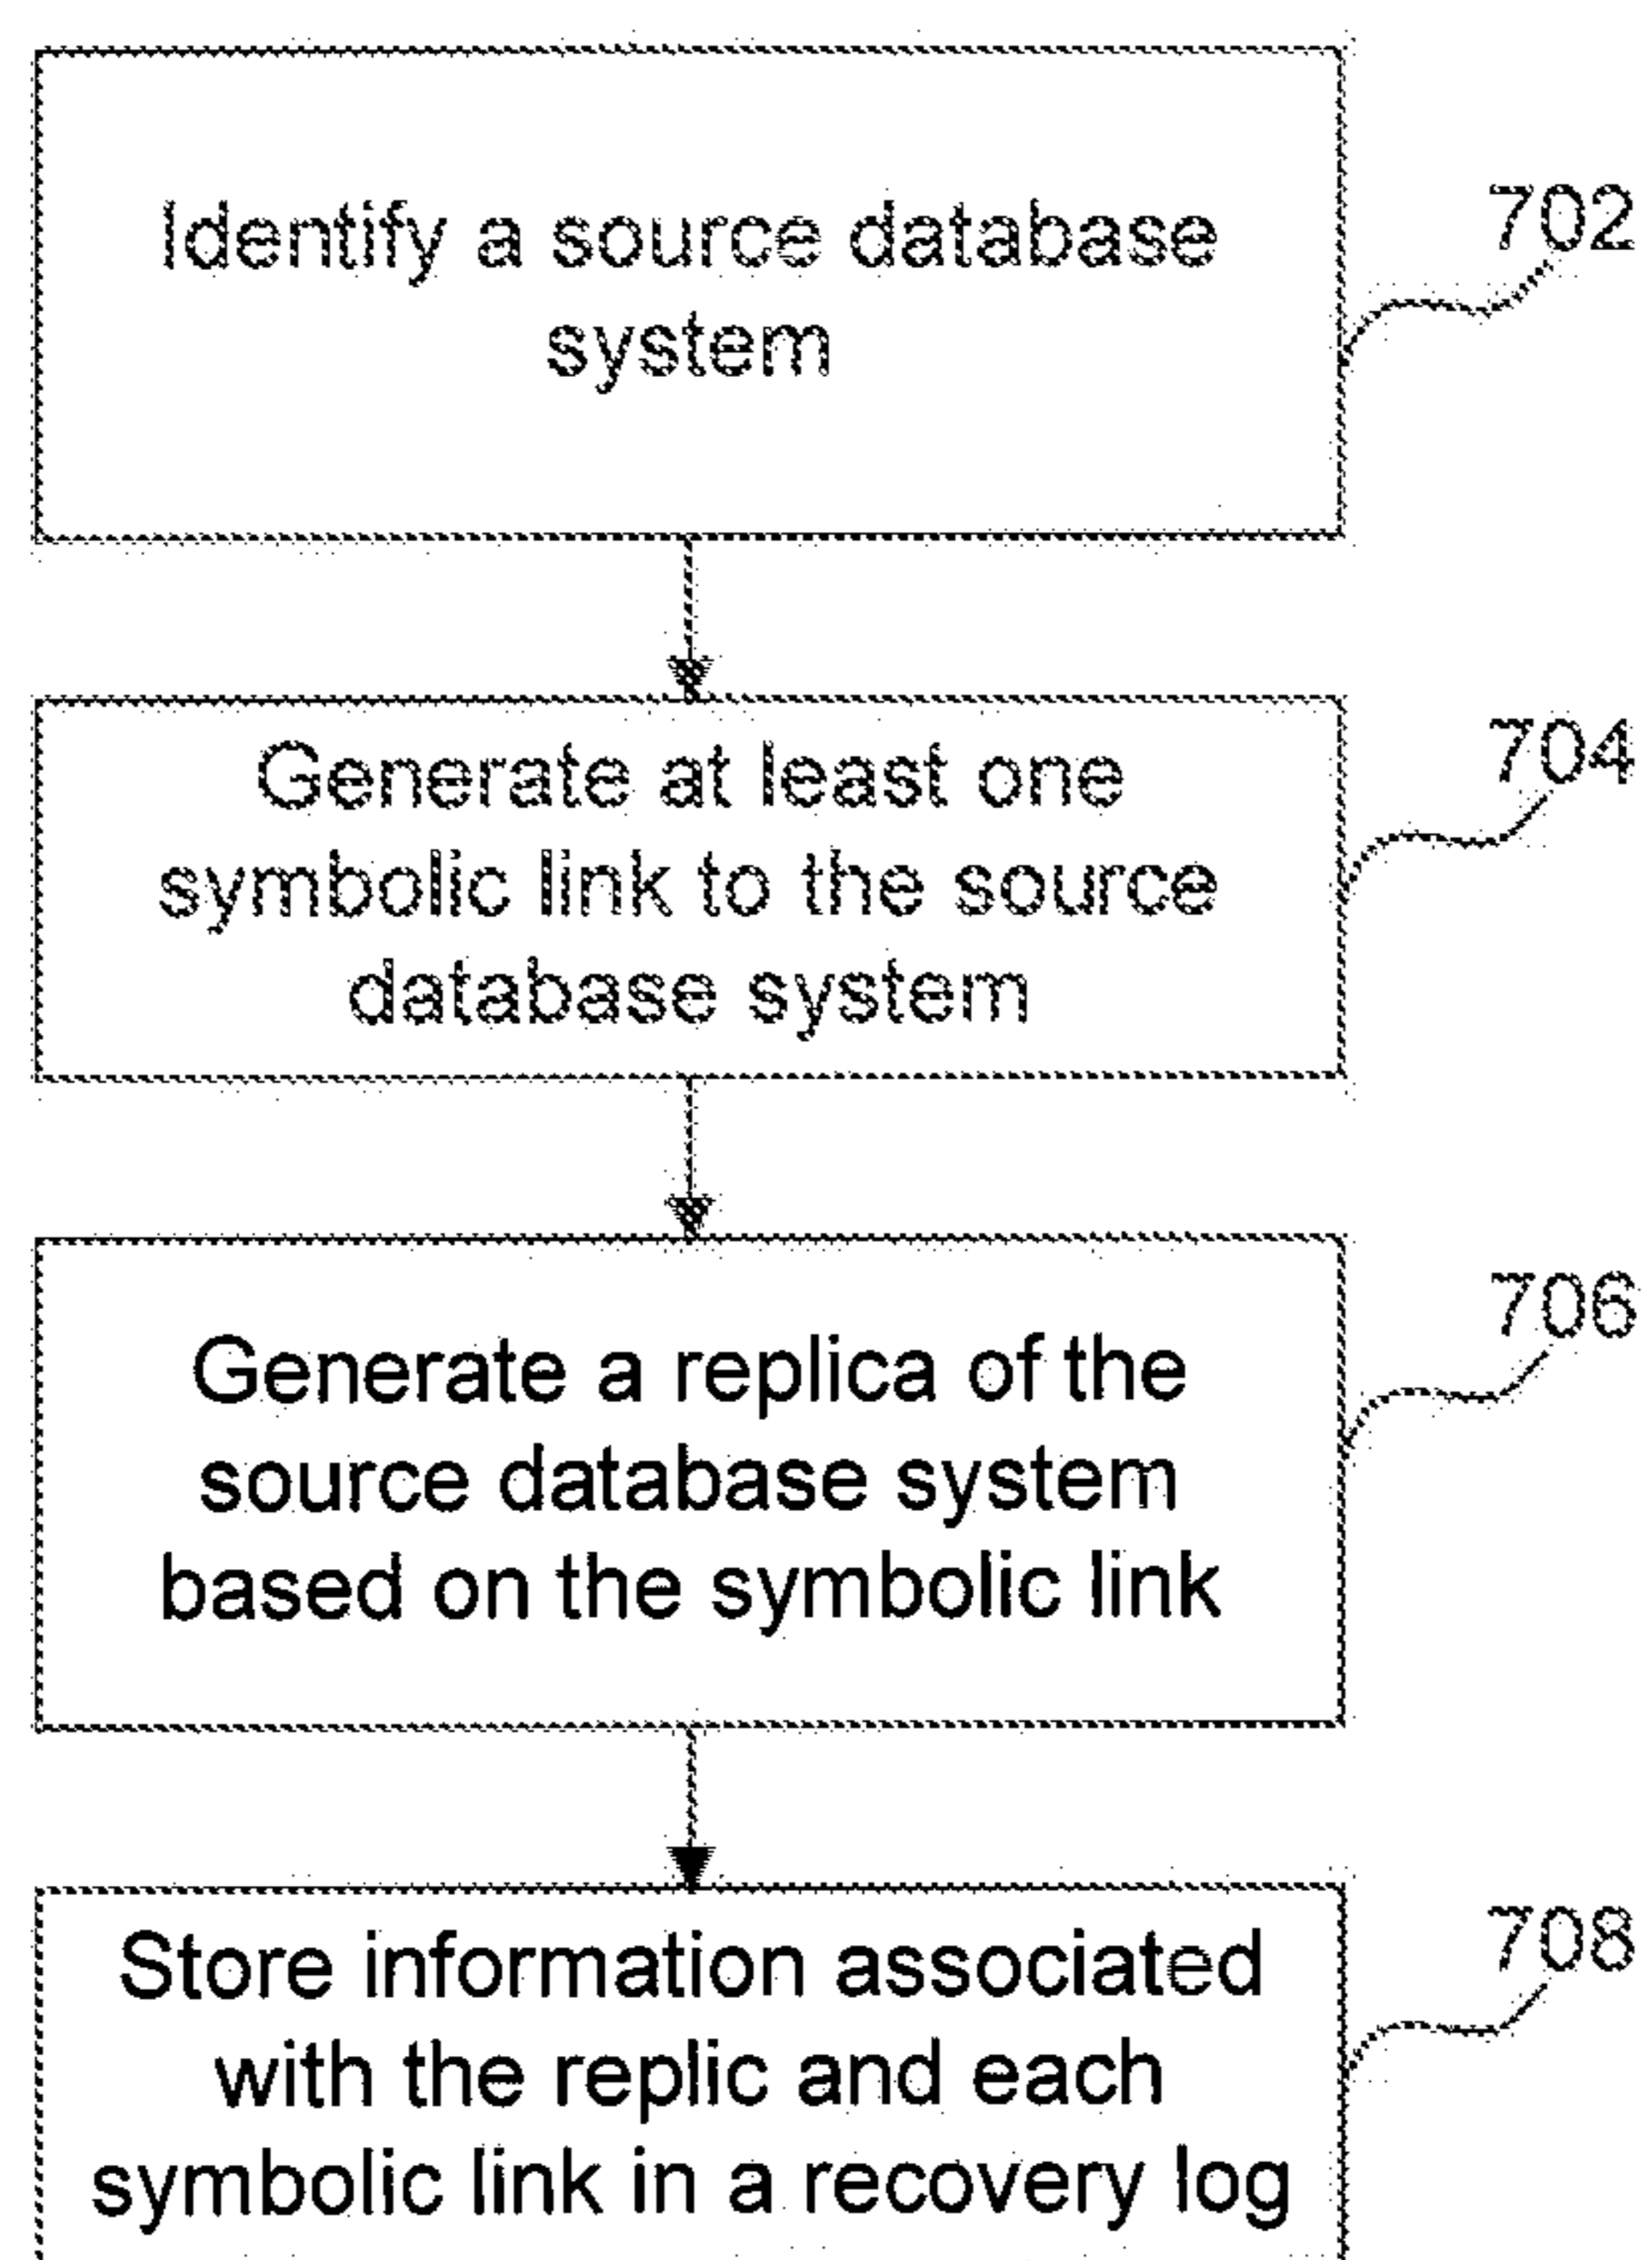 Identify a source database
system
702
Generate at least one
symbolic link to the source
database system
704
Generate a replica of the
source database system
based on the symbolic link
706
Store information associated
with the replic and each
symbolic link in a recovery log
708